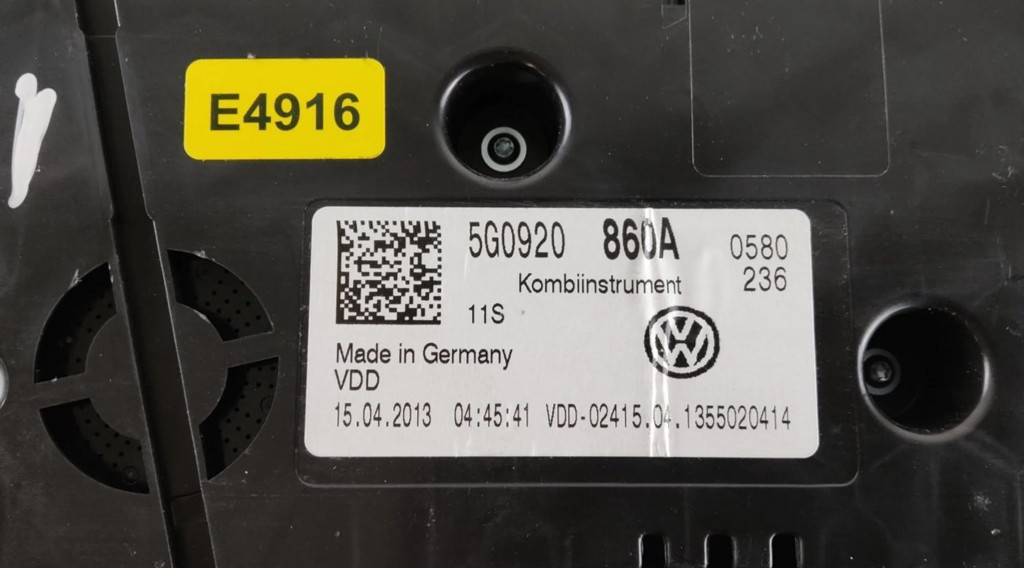 E4916
5G0920 860A 0580
Kombiinstrument 236
11S
Made in Germany
VDD
15.04.2013 04:45:41 VDD-02415.04.1355020414